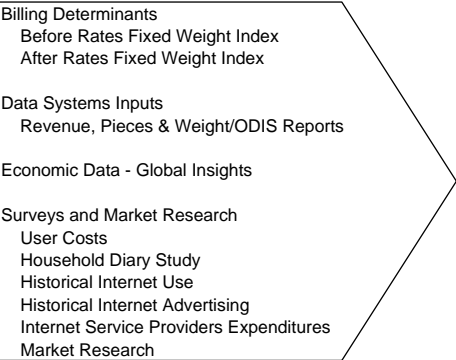 Billing Determinants
Before Rates Fixed Weight Index
After Rates Fixed Weight Index
Data Systems Inputs
Revenue, Pieces & Weight/ODIS Reports
Economic Data - Global Insights
Surveys and Market Research
User Costs
Household Diary Study
Historical Internet Use
Historical Internet Advertising
Internet Service Providers Expenditures
Market Research